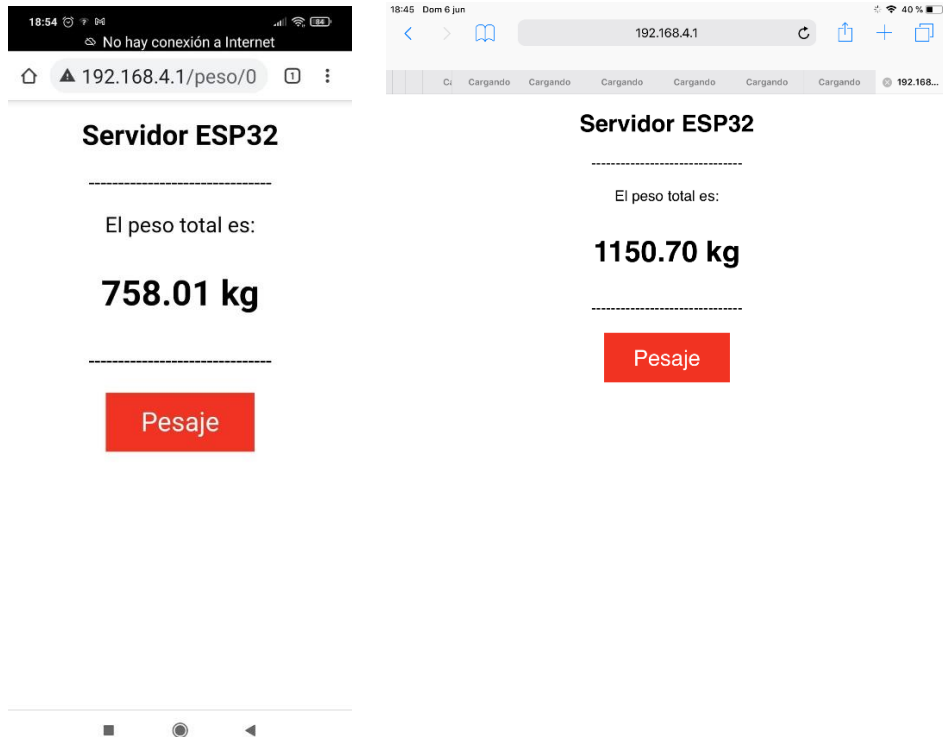 18:54 84
No hay conexión a Internet
192.168.4.1/peso/0 1
Servidor ESP32
-------------------------------
El peso total es:
758.01 kg
-------------------------------
Pesaje
18:45 Dom 6 jun 40 %
192.168.4.1
Ca Cargando Cargando Cargando Cargando Cargando Cargando 192.168...
Servidor ESP32
-------------------------------
El peso total es:
1150.70 kg
-------------------------------
Pesaje